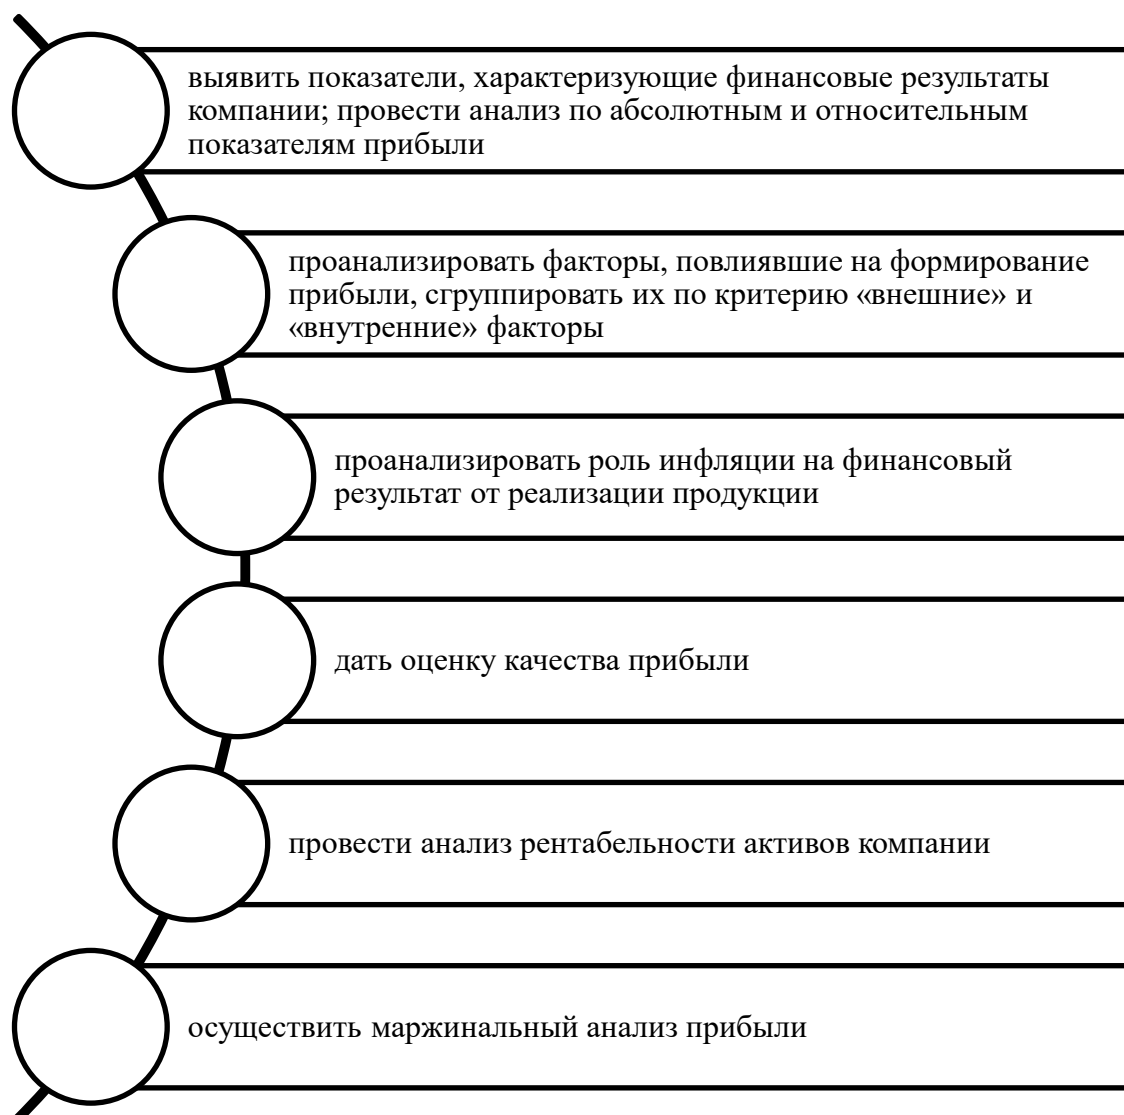 выявить показатели, характеризующие финансовые результаты
компании; провести анализ по абсолютным и относительным
показателям прибыли
проанализировать факторы, повлиявшие на формирование
прибыли, сгруппировать их по критерию «внешние» и
«внутренние» факторы
проанализировать роль инфляции на финансовый
результат от реализации продукции
дать оценку качества прибыли
провести анализ рентабельности активов компании
осуществить маржинальный анализ прибыли